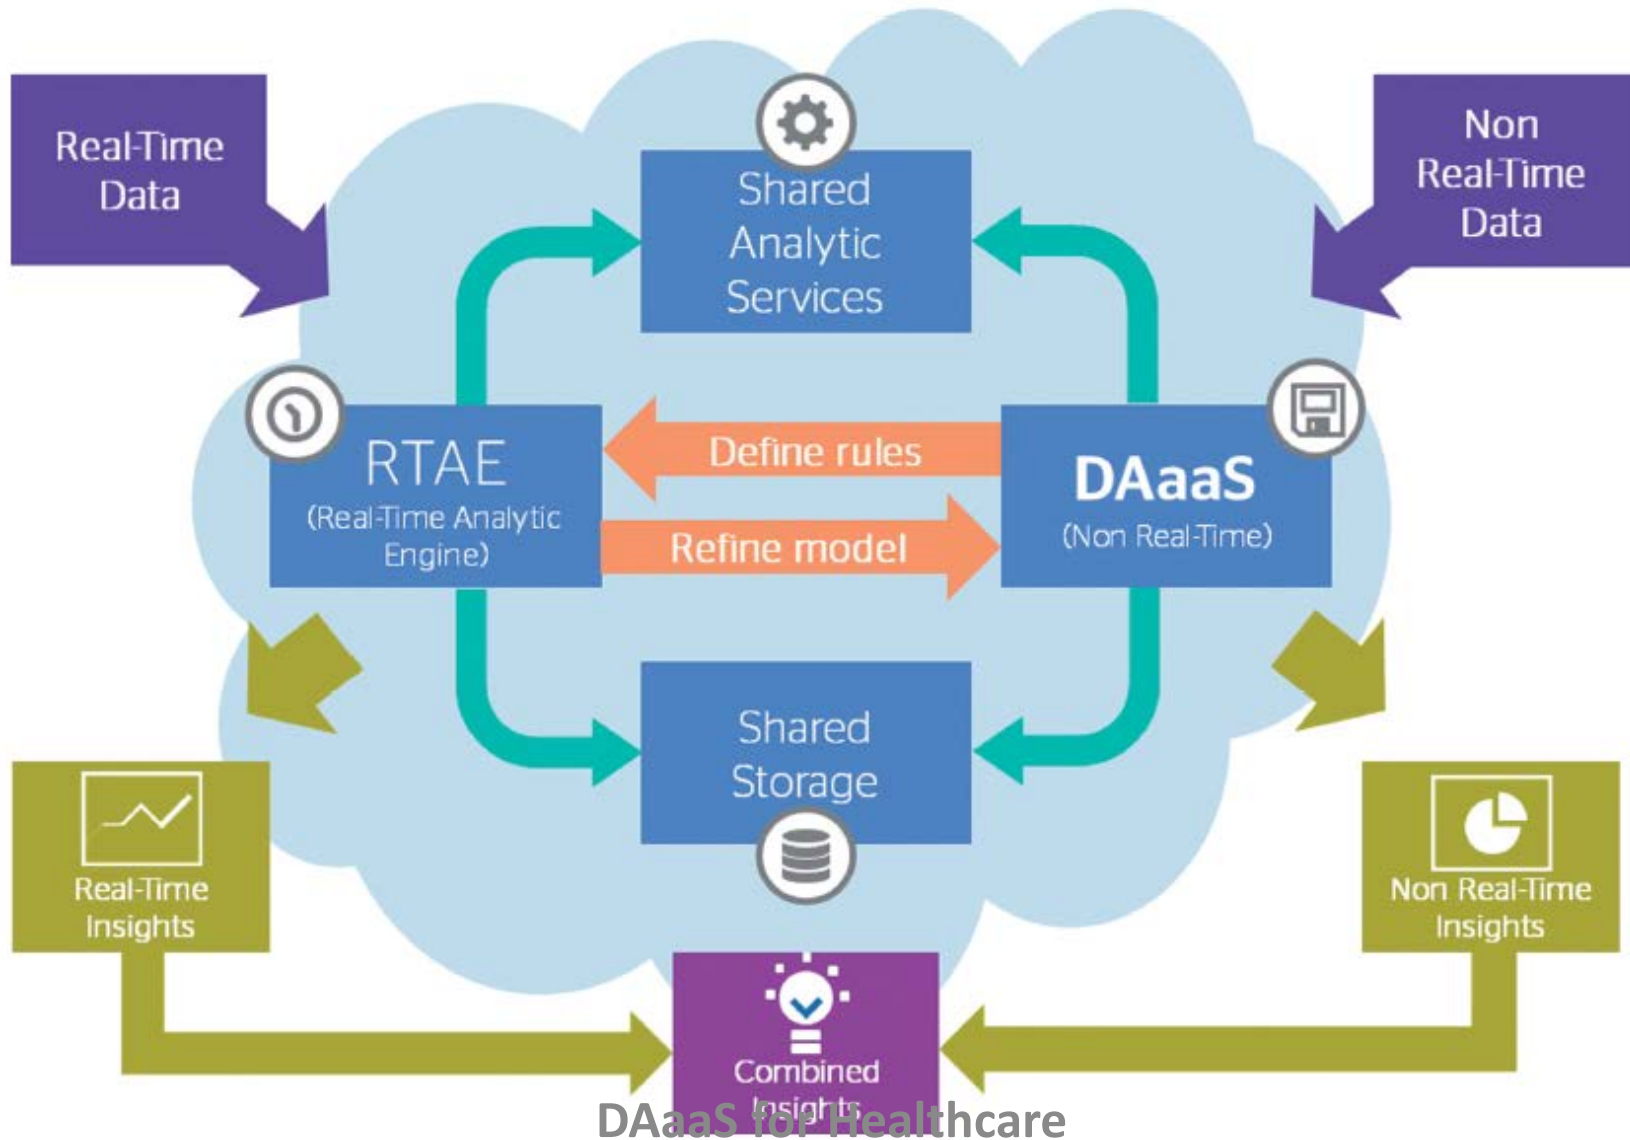 Real-Time
Data
Non
Real-Time
Data
Shared
Analytic
Services
RTAE
(Real-Time Analytic
Engine)
Define rules
Refine model
DAaaS
(Non Real-Time)
Shared
Storage
Real-Time
Insights
Non Real-Time
Insights
Combined
Insights
DAaaS for Healthcare